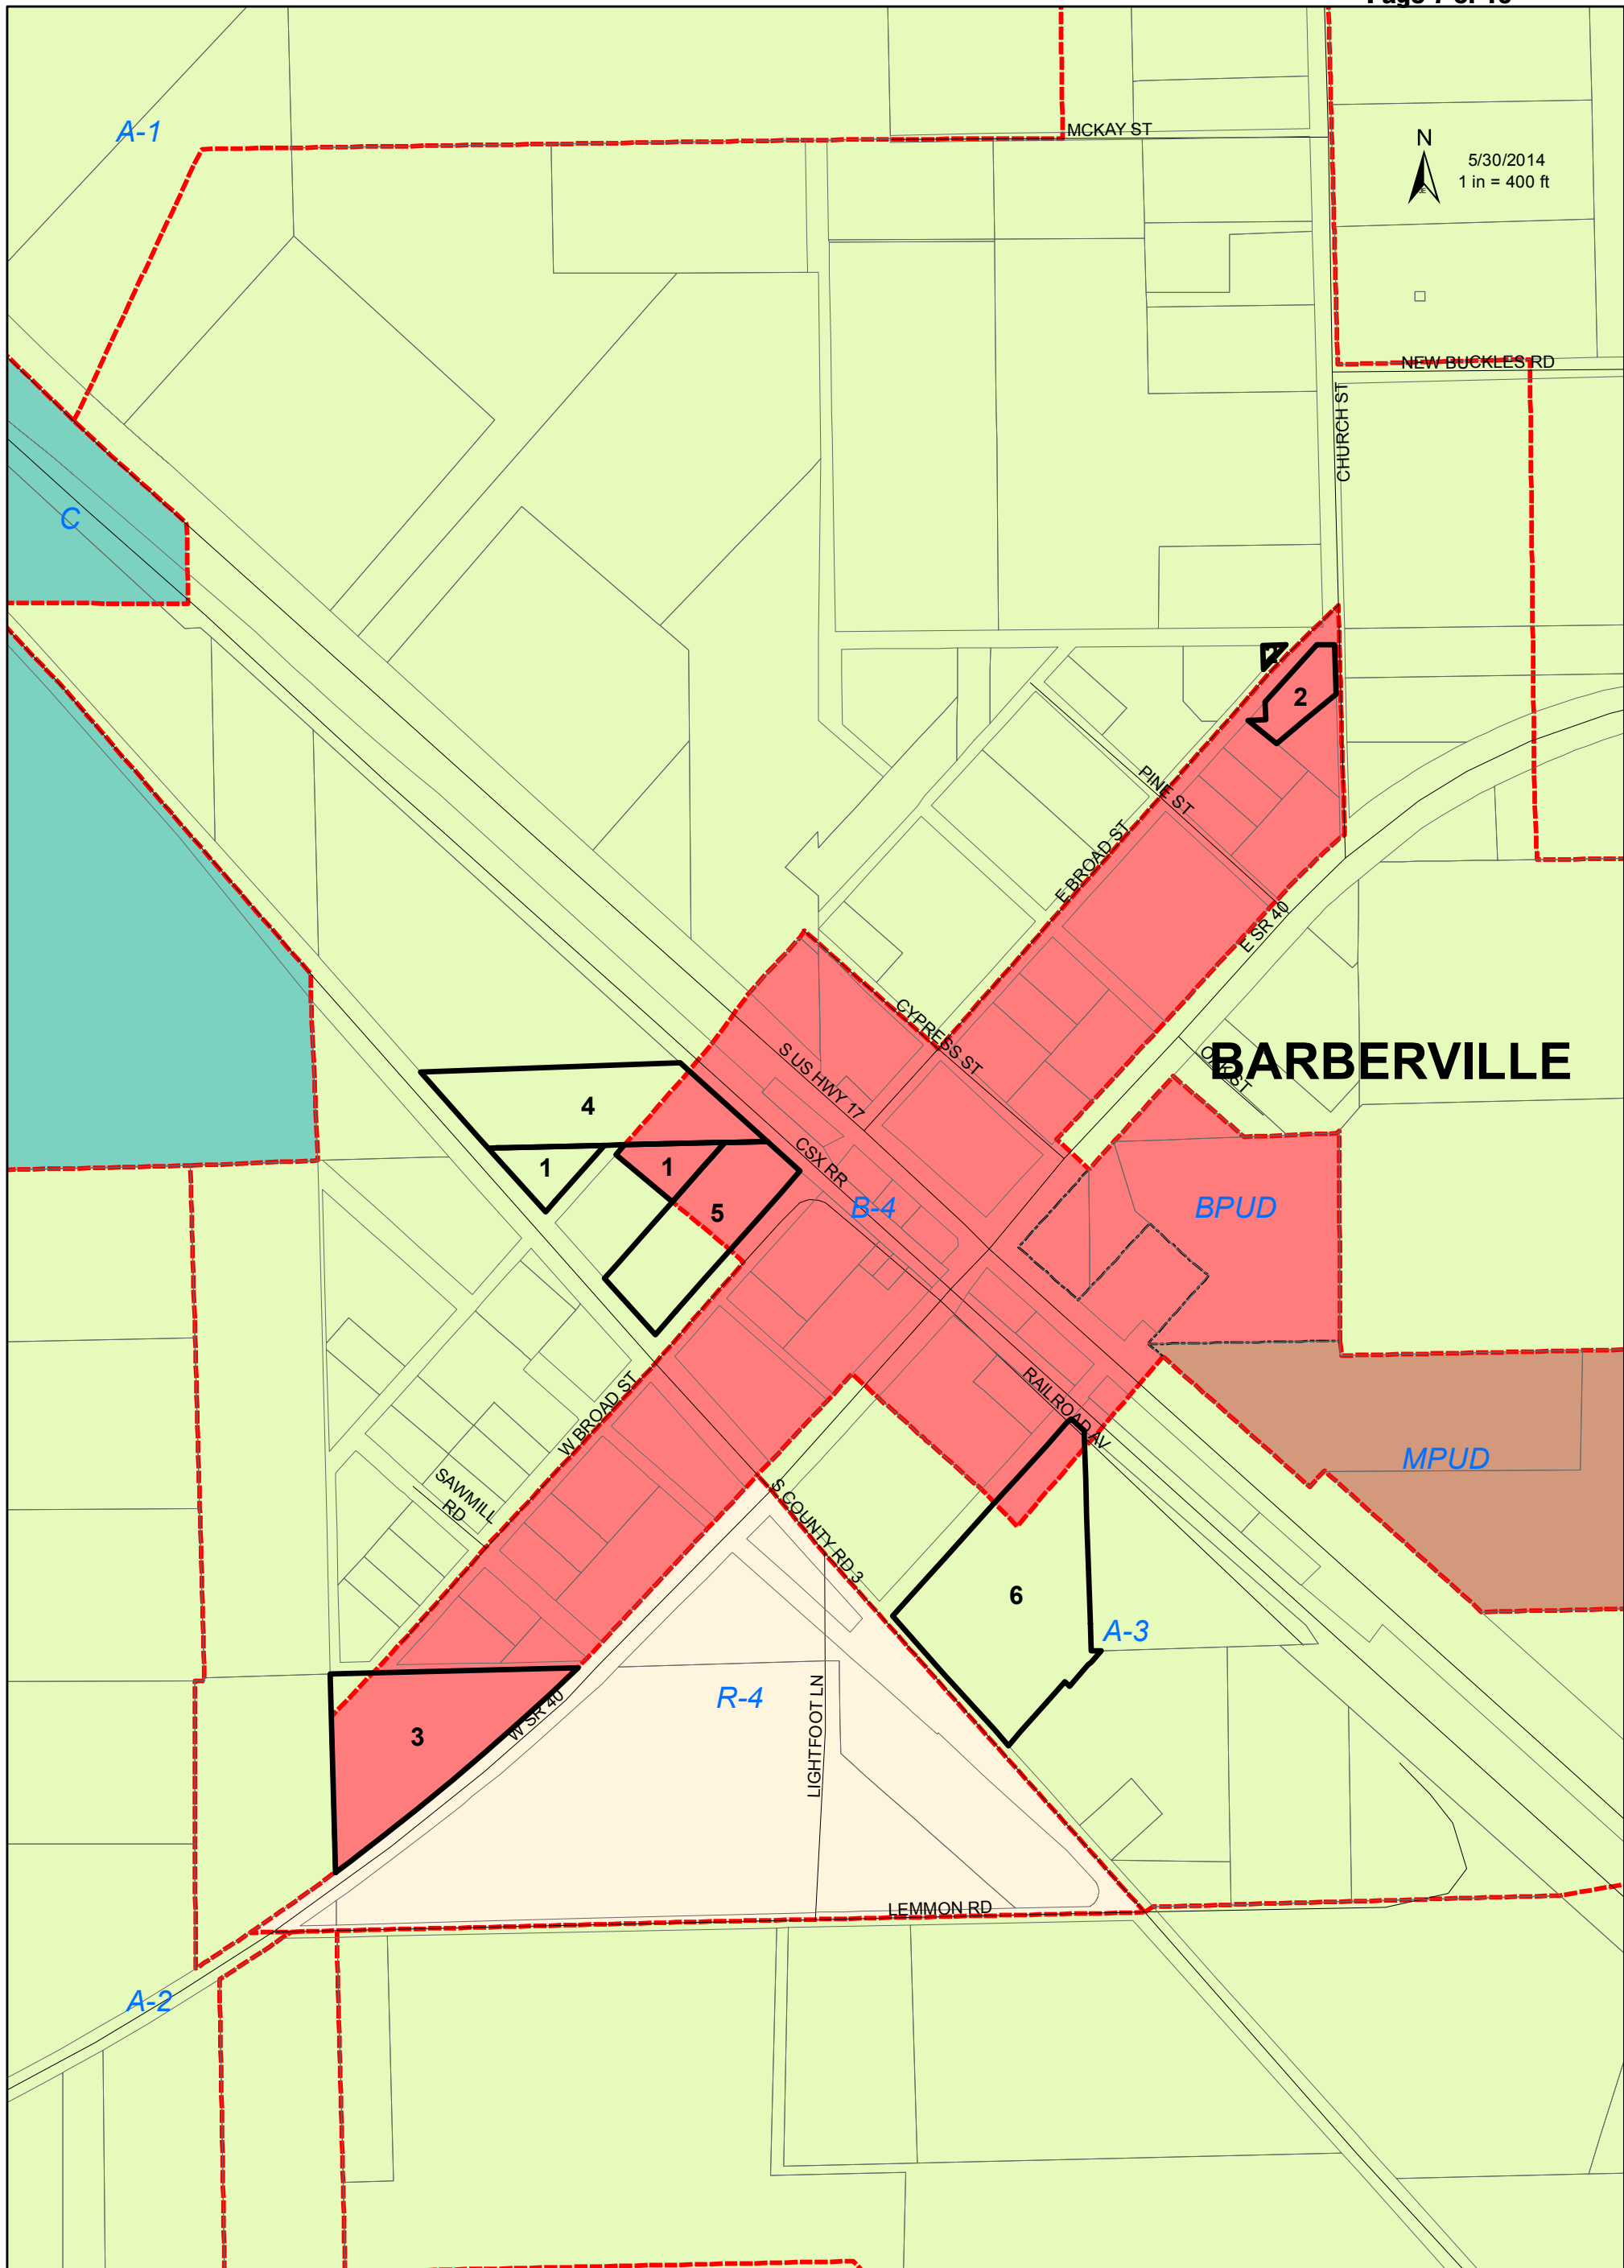 A-1
MCKAY ST
N
5/30/2014
1 in = 400 ft
NEW BUCKLES RD
CHURCH ST
C
2
2
PINE ST
E BROAD ST
E SR 40
CYPRESS ST
S US HWY 17
BARBERVILLE
4
1
1
CSX RR
5
B-4
BPUD
RAILROAD AV
MPUD
W BROAD ST
SAWMILL
RD
S COUNTY RD 3
6
A-3
R-4
LIGHTFOOT LN
W SR 40
3
LEMMON RD
A-2